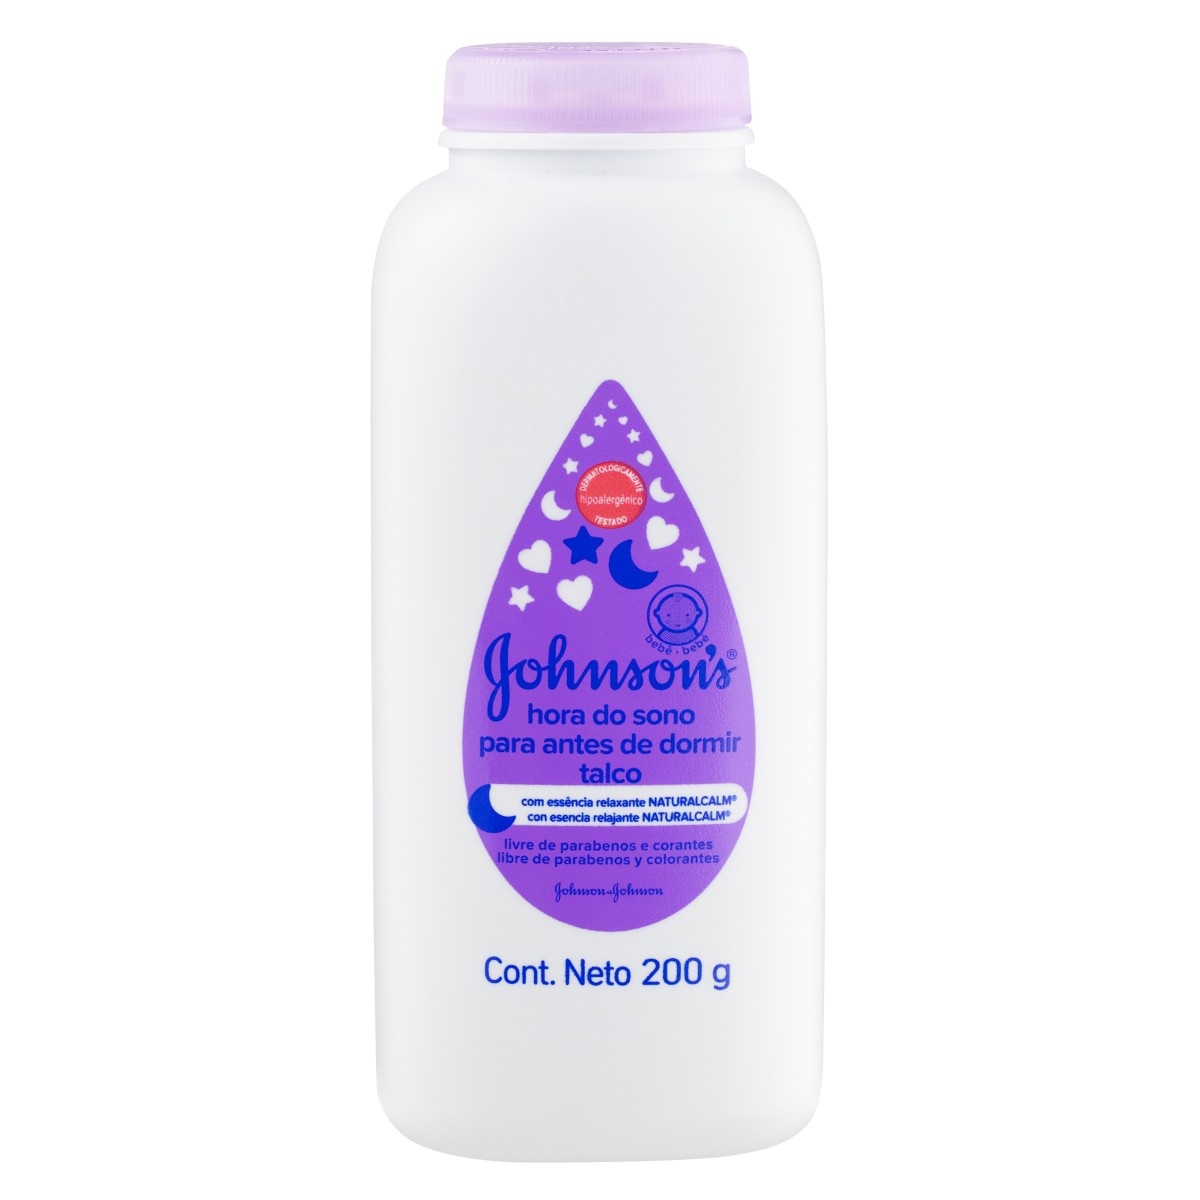 DERMATOLOGICAMENTE
hipoalergênico
TESTADO
bebê • bebé
Johnson's®
hora do sono
para antes de dormir
talco
com essência relaxante NATURALCALM®
con esencia relajante NATURALCALM®
livre de parabenos e corantes
libre de parabenos y colorantes
Johnson & Johnson
Cont. Neto 200 g